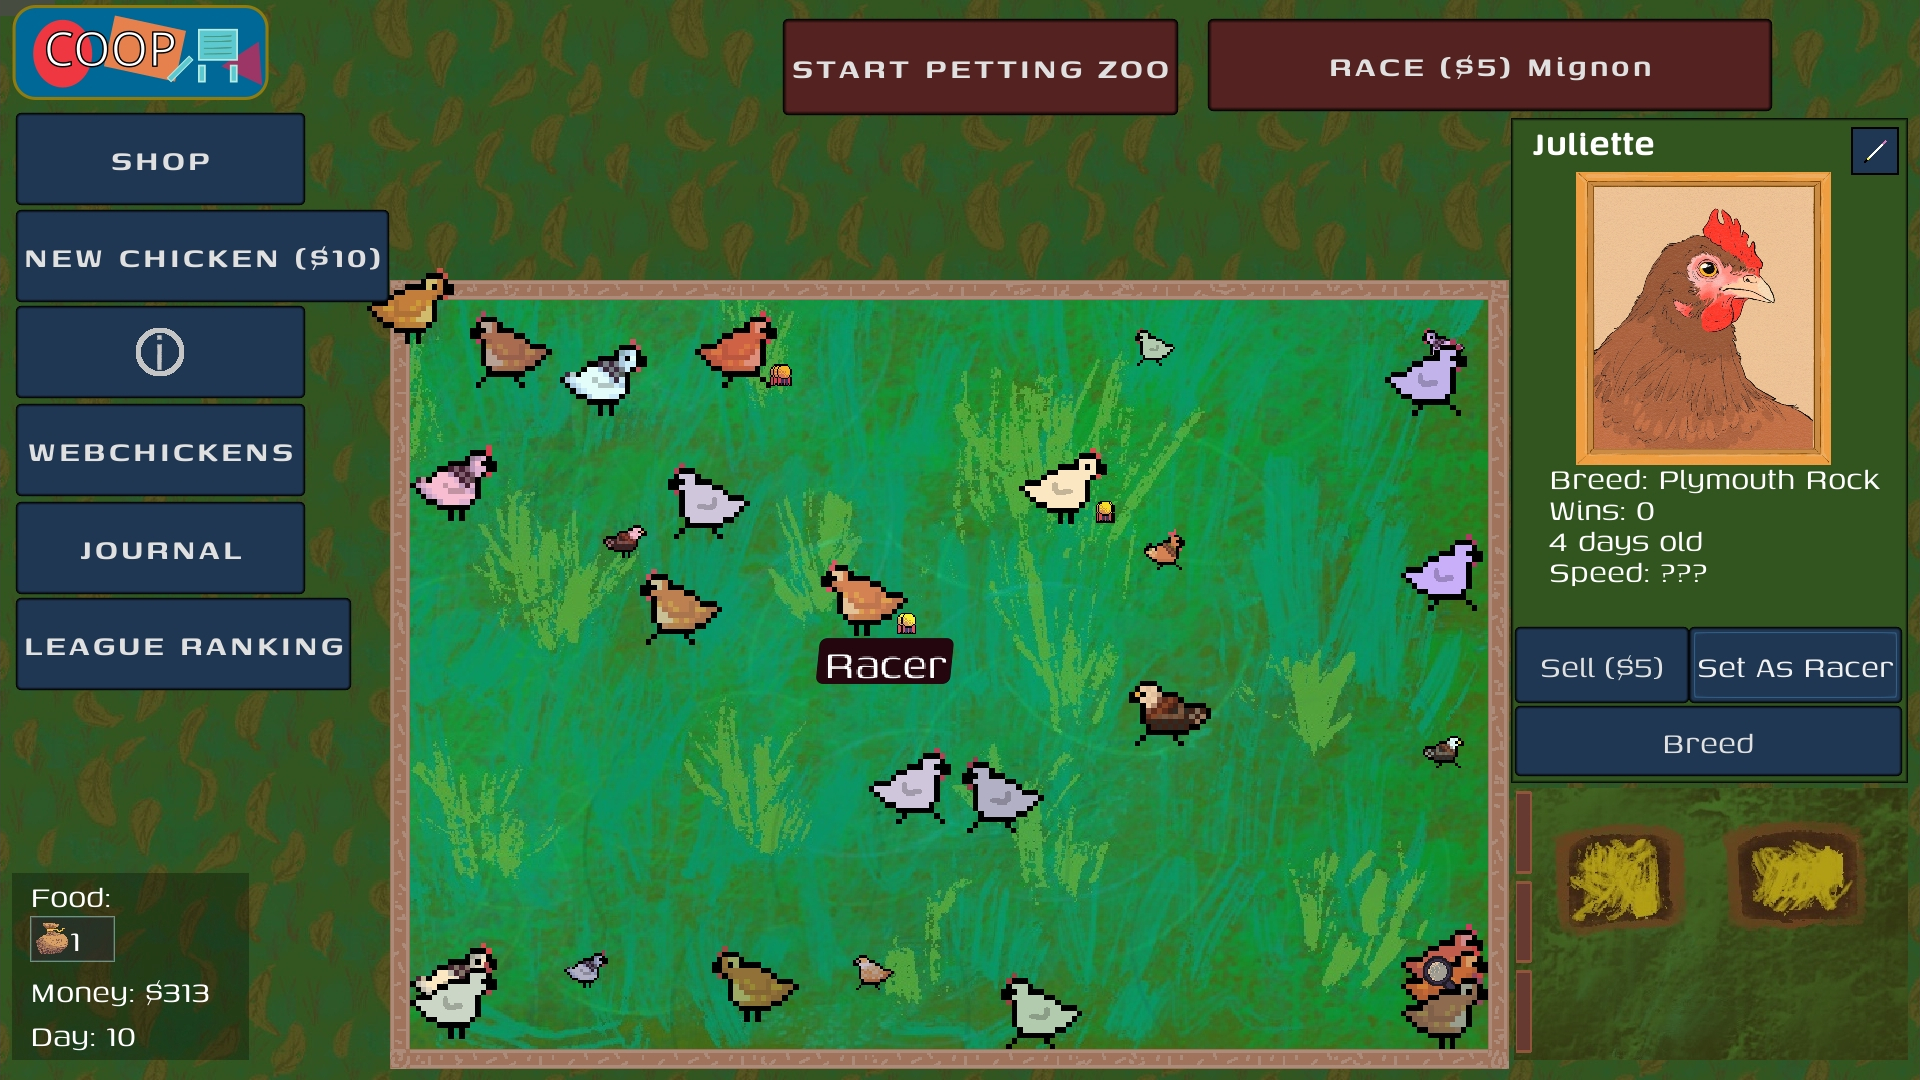 COOP
START PETTING ZOO
RACE ($5) Mignon
SHOP
NEW CHICKEN ($10)
WEBCHICKENS
JOURNAL
LEAGUE RANKING
Food:
1
Money: $313
Day: 10
Racer
Juliette
Breed: Plymouth Rock
Wins: 0
4 days old
Speed: ???
Sell ($5)
Set As Racer
Breed